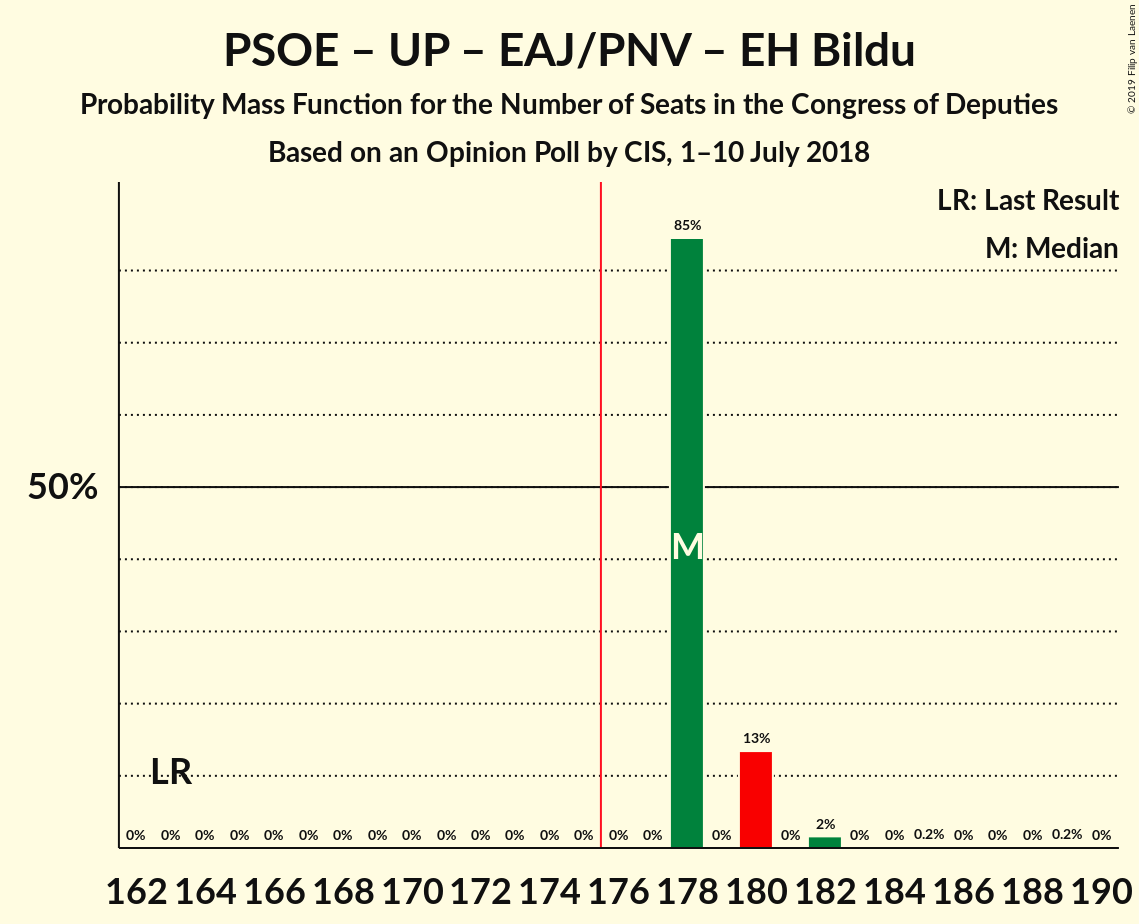 PSOE – UP – EAJ/PNV – EH Bildu
Probability Mass Function for the Number of Seats in the Congress of Deputies
Based on an Opinion Poll by CIS, 1–10 July 2018
© 2019 Filip van Laenen
LR: Last Result
M: Median
85%
50%
M
13%
LR
2%
0% 0% 0% 0% 0% 0% 0% 0% 0% 0% 0% 0% 0% 0% 0% 0% 0% 0% 0% 0% 0.2% 0% 0% 0% 0.2% 0%
162 164 166 168 170 172 174 176 178 180 182 184 186 188 190